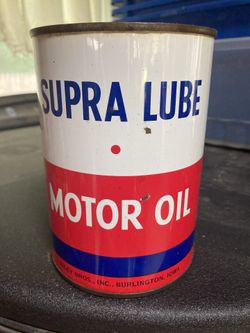 SUPRA LUBE
MOTOR OIL
BROS., INC., BURLINGTON, IOWA